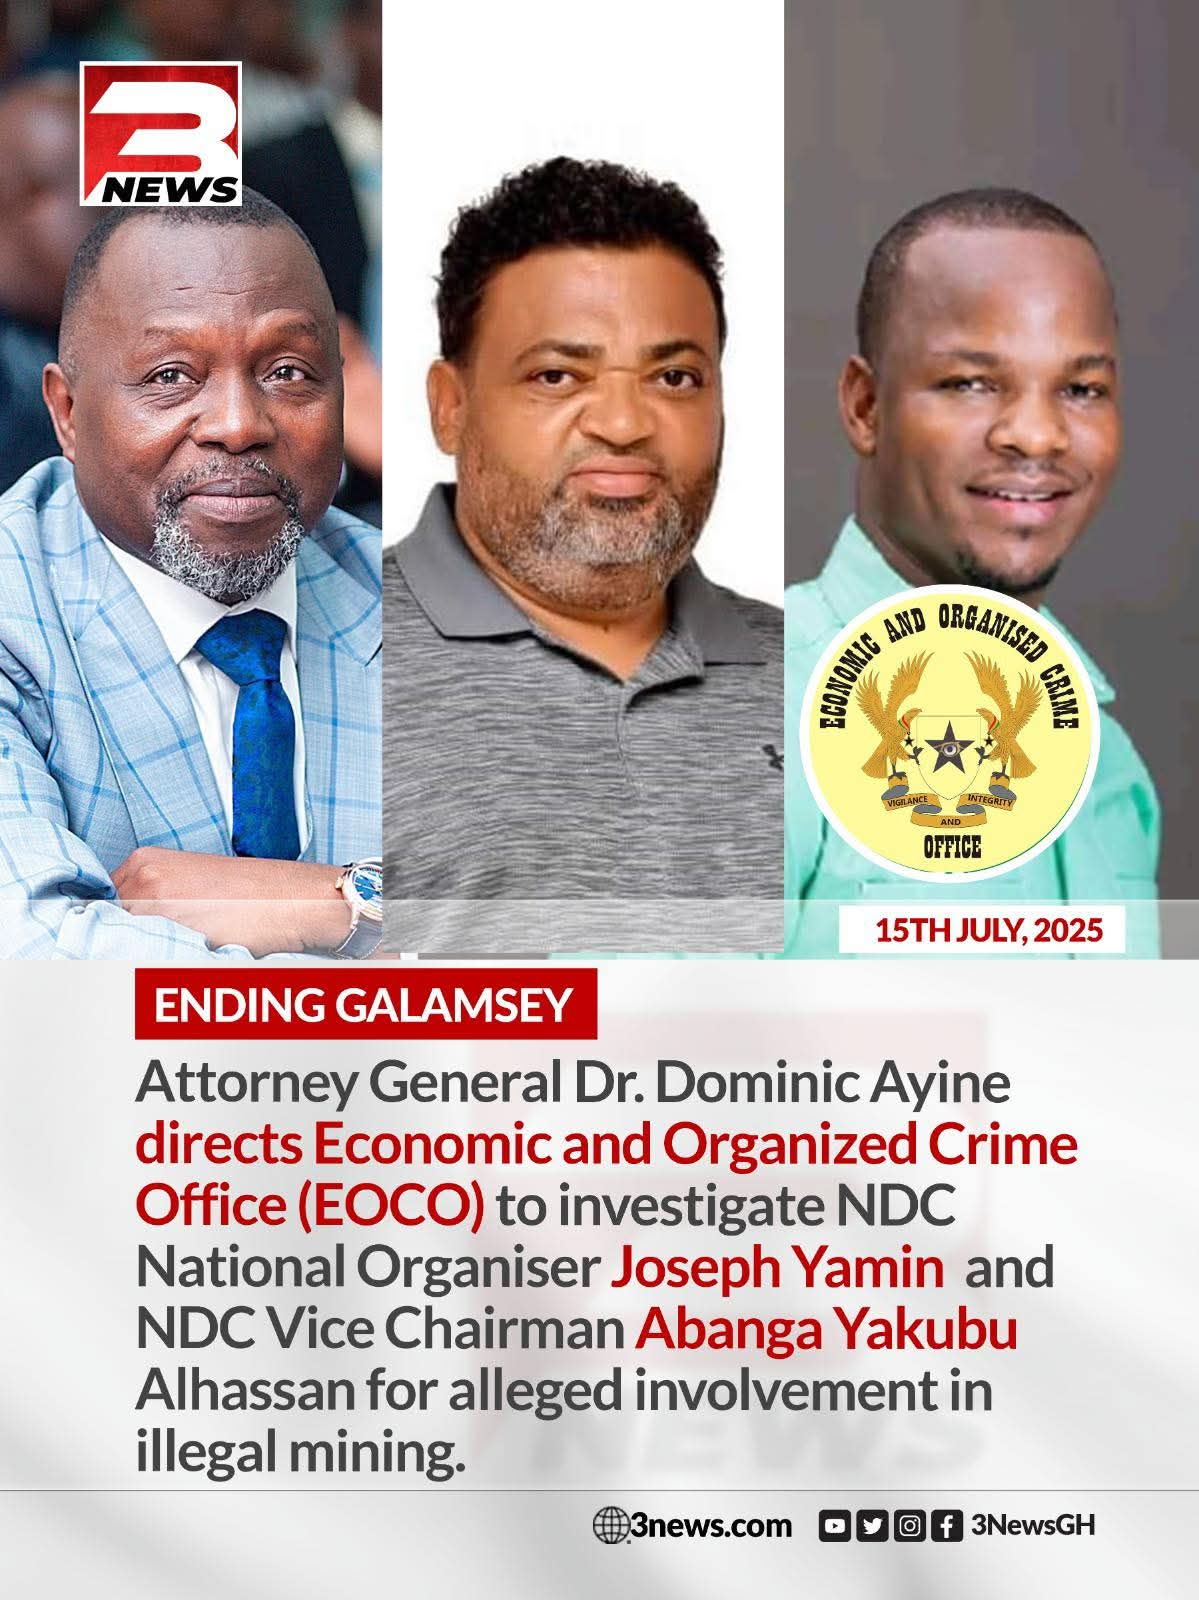 3
NEWS
ECONOMIC AND ORGANISED CRIME
VIGILANCE
INTEGRITY
AND
OFFICE
15TH JULY, 2025
ENDING GALAMSEY
Attorney General Dr. Dominic Ayine
directs Economic and Organized Crime
Office (EOCO) to investigate NDC
National Organiser Joseph Yamin and
NDC Vice Chairman Abanga Yakubu
Alhassan for alleged involvement in
illegal mining.
NEWS
3news.com
3NewsGH